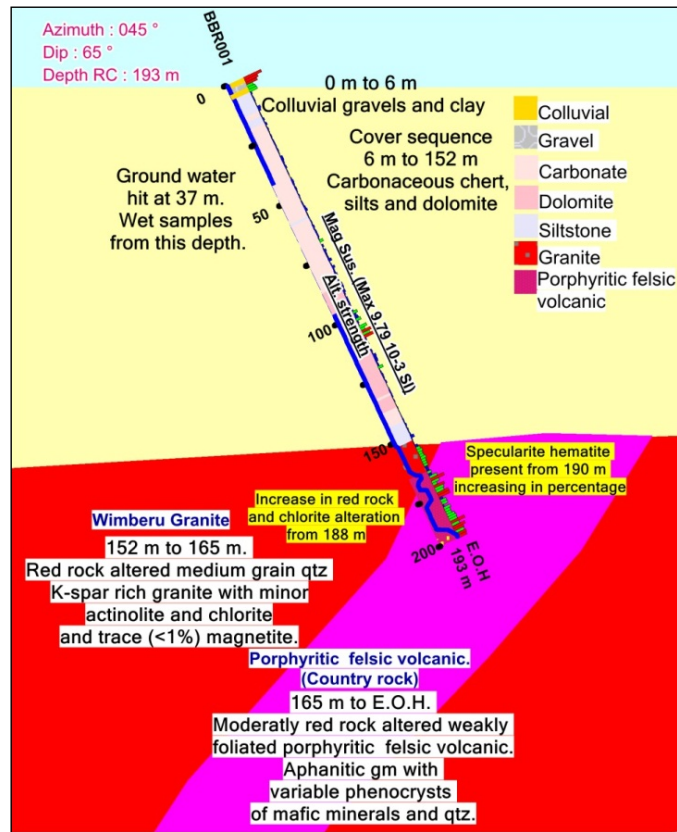 Azimuth : 045 °
Dip : 65 °
Depth RC : 193 m
BBR001
0 m to 6 m
Colluvial gravels and clay
Cover sequence
6 m to 152 m
Carbonaceous chert,
silts and dolomite
Ground water
hit at 37 m.
Wet samples
from this depth.
Colluvial
Gravel
Carbonate
Dolomite
Siltstone
Granite
Porphyritic felsic
volcanic
0
50
100
150
200
Mag Sus. (Max 9.79 10-3 SI)
Alt. strength
E.O.H
193 m
Specularite hematite
present from 190 m
increasing in percentage
Increase in red rock
and chlorite alteration
from 188 m
Wimberu Granite
152 m to 165 m.
Red rock altered medium grain qtz
K-spar rich granite with minor
actinolite and chlorite
and trace (<1%) magnetite.
Porphyritic felsic volcanic.
(Country rock)
165 m to E.O.H.
Moderatly red rock altered weakly
foliated porphyritic felsic volcanic.
Aphanitic gm with
variable phenocrysts
of mafic minerals and qtz.